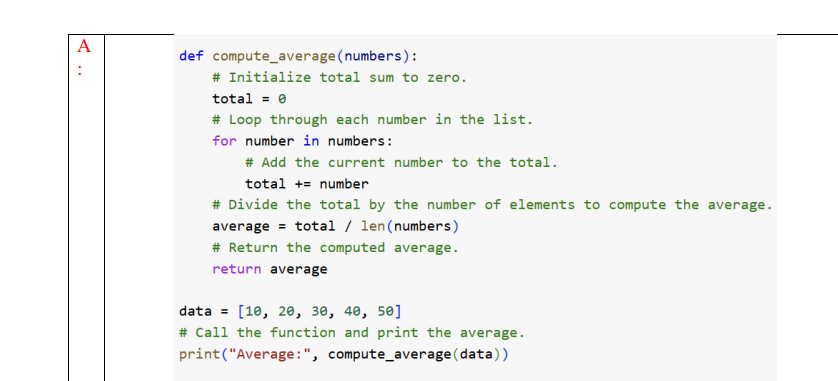 A
:
def compute_average(numbers):
    # Initialize total sum to zero.
    total = 0
    # Loop through each number in the list.
    for number in numbers:
        # Add the current number to the total.
        total += number
    # Divide the total by the number of elements to compute the average.
    average = total / len(numbers)
    # Return the computed average.
    return average

data = [10, 20, 30, 40, 50]
# Call the function and print the average.
print("Average:", compute_average(data))